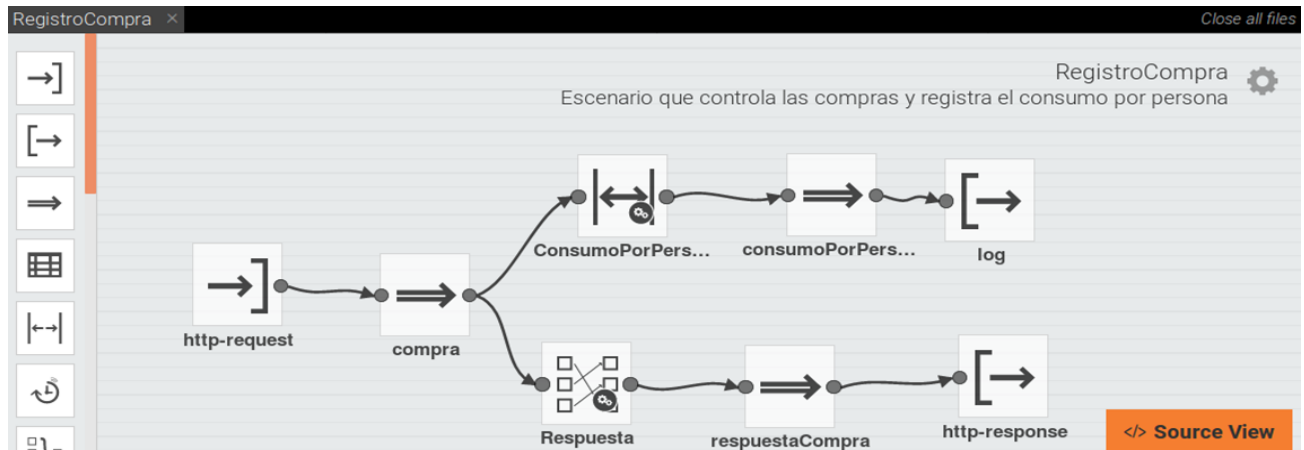 RegistroCompra ×
Close all files
RegistroCompra
Escenario que controla las compras y registra el consumo por persona
ConsumoPorPers...
consumoPorPers...
log
http-request
compra
Respuesta
respuestaCompra
http-response
</> Source View